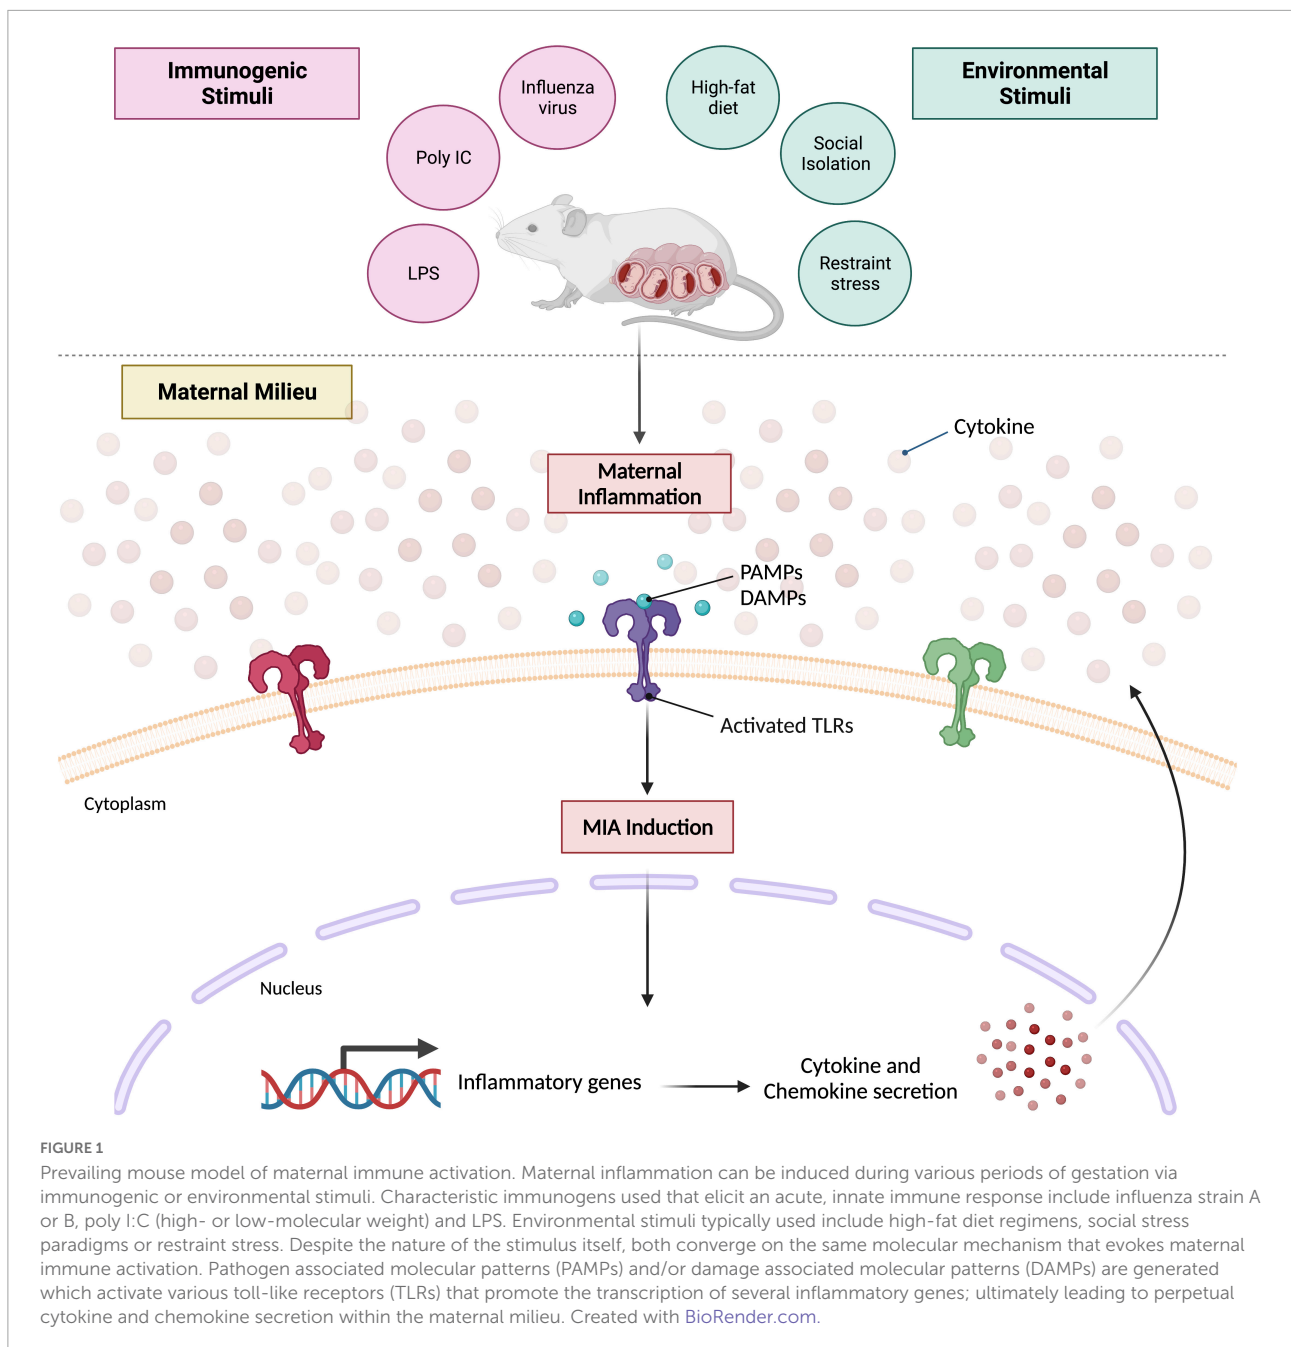 Immunogenic
Stimuli
Influenza
virus
High-fat
diet
Environmental
Stimuli
Poly IC
Social
Isolation
LPS
Restraint
stress
Maternal Milieu
Cytokine
Maternal
Inflammation
PAMPs
DAMPs
Activated TLRs
Cytoplasm
MIA Induction
Nucleus
Inflammatory genes
Cytokine and
Chemokine secretion
FIGURE 1
Prevailing mouse model of maternal immune activation. Maternal inflammation can be induced during various periods of gestation via
immunogenic or environmental stimuli. Characteristic immunogens used that elicit an acute, innate immune response include influenza strain A
or B, poly I:C (high- or low-molecular weight) and LPS. Environmental stimuli typically used include high-fat diet regimens, social stress
paradigms or restraint stress. Despite the nature of the stimulus itself, both converge on the same molecular mechanism that evokes maternal
immune activation. Pathogen associated molecular patterns (PAMPs) and/or damage associated molecular patterns (DAMPs) are generated
which activate various toll-like receptors (TLRs) that promote the transcription of several inflammatory genes; ultimately leading to perpetual
cytokine and chemokine secretion within the maternal milieu. Created with BioRender.com.